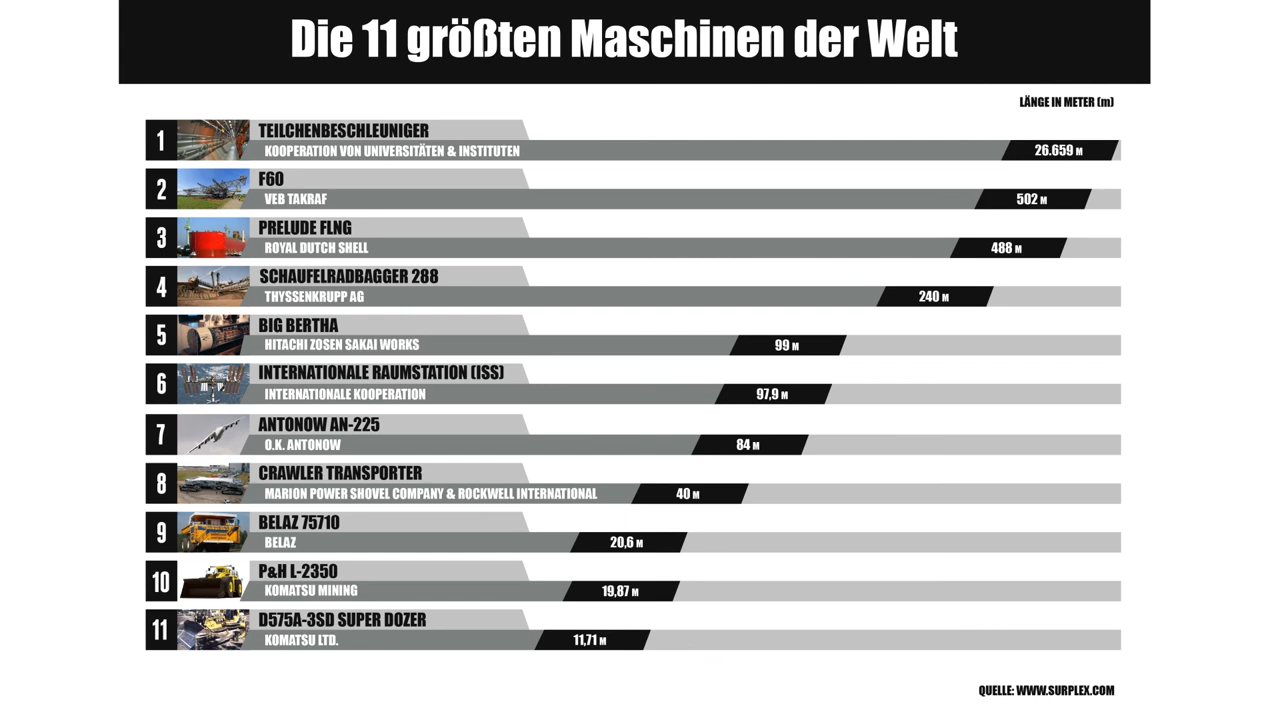 Die 11 größten Maschinen der Welt
LÄNGE IN METER (m)
1 TEILCHENBESCHLEUNIGER
KOOPERATION VON UNIVERSITÄTEN & INSTITUTEN 26.659 M
2 F60
VEB TAKRAF 502 M
3 PRELUDE FLNG
ROYAL DUTCH SHELL 488 M
4 SCHAUFELRADBAGGER 288
THYSSENKRUPP AG 240 M
5 BIG BERTHA
HITACHI ZOSEN SAKAI WORKS 99 M
6 INTERNATIONALE RAUMSTATION (ISS)
INTERNATIONALE KOOPERATION 97,9 M
7 ANTONOW AN-225
O.K. ANTONOW 84 M
8 CRAWLER TRANSPORTER
MARION POWER SHOVEL COMPANY & ROCKWELL INTERNATIONAL 40 M
9 BELAZ 75710
BELAZ 20,6 M
10 P&H L-2350
KOMATSU MINING 19,87 M
11 D575A-3SD SUPER DOZER
KOMATSU LTD. 11,71 M
QUELLE: WWW.SURPLEX.COM